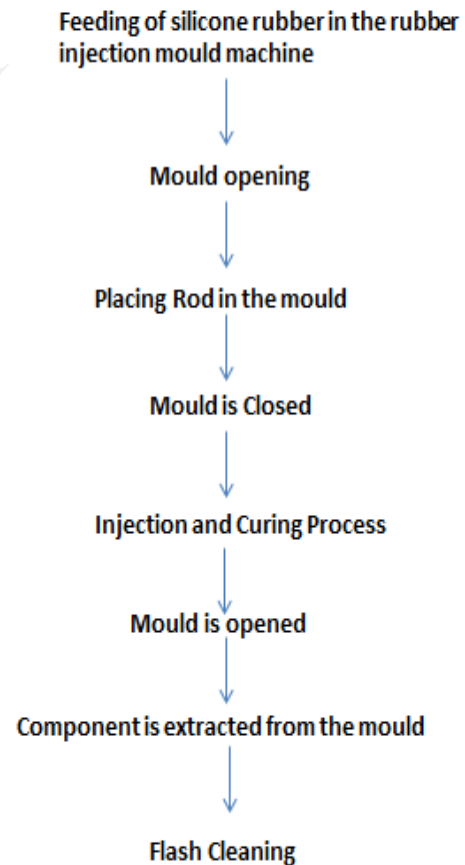 Feeding of silicone rubber in the rubber
injection mould machine
Mould opening
Placing Rod in the mould
Mould is Closed
Injection and Curing Process
Mould is opened
Component is extracted from the mould
Flash Cleaning